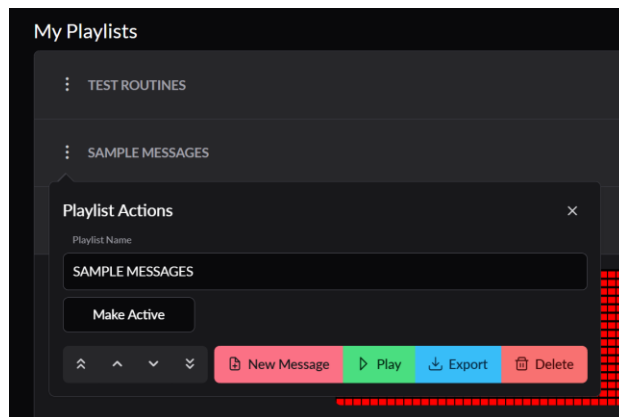 My Playlists
TEST ROUTINES
SAMPLE MESSAGES
Playlist Actions
Playlist Name
SAMPLE MESSAGES
Make Active
New Message Play Export Delete